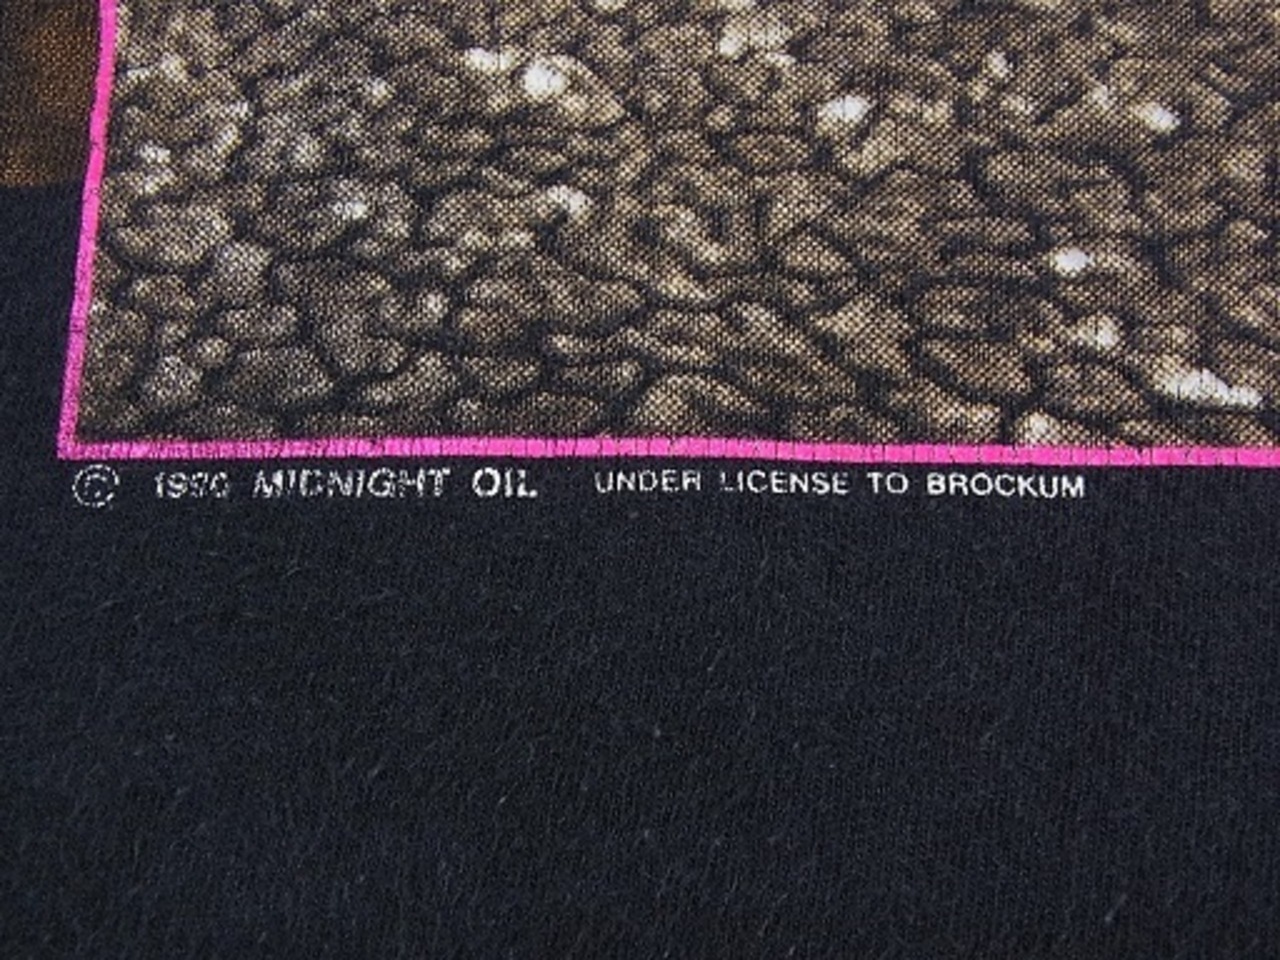 © 1990 MIDNIGHT OIL UNDER LICENSE TO BROCKUM